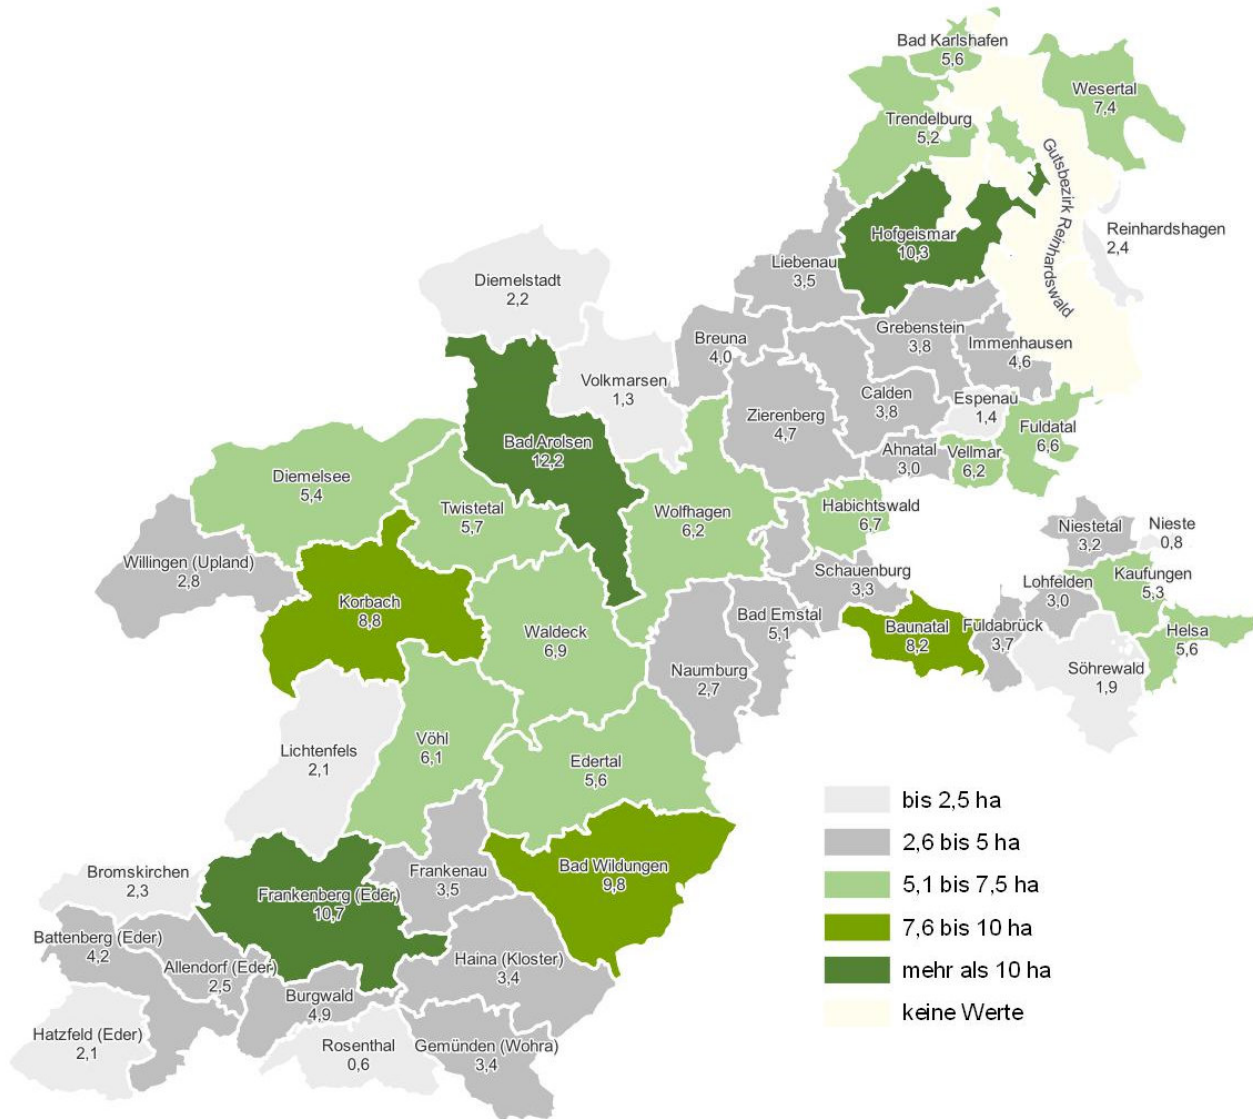 Bad Karlshafen
5,6
Wesertal
7,4
Trendelburg
5,2
Gutsbezirk Reinhardswald
Reinhardshagen
2,4
Hofgeismar
10,3
Liebenau
3,5
Diemelstadt
2,2
Grebenstein
3,8
Breuna
4,0
Immenhausen
4,6
Volkmarsen
1,3
Calden
3,8
Espenau
1,4
Zierenberg
4,7
Fuldatal
6,6
Bad Arolsen
12,2
Ahnatal
3,0
Vellmar
6,2
Diemelsee
5,4
Twistetal
5,7
Wolfhagen
6,2
Habichtswald
6,7
Niestetal
3,2
Nieste
0,8
Willingen (Upland)
2,8
Schauenburg
3,3
Kaufungen
5,3
Lohfelden
3,0
Korbach
8,8
Bad Emstal
5,1
Baunatal
8,2
Fuldabrück
3,7
Waldeck
6,9
Helsa
5,6
Naumburg
2,7
Söhrewald
1,9
Lichtenfels
2,1
Vöhl
6,1
Edertal
5,6
bis 2,5 ha
2,6 bis 5 ha
5,1 bis 7,5 ha
7,6 bis 10 ha
mehr als 10 ha
keine Werte
Bromskirchen
2,3
Frankenau
3,5
Bad Wildungen
9,8
Frankenberg (Eder)
10,7
Battenberg (Eder)
4,2
Allendorf (Eder)
2,5
Haina (Kloster)
3,4
Burgwald
4,9
Hatzfeld (Eder)
2,1
Rosenthal
0,6
Gemünden (Wohra)
3,4